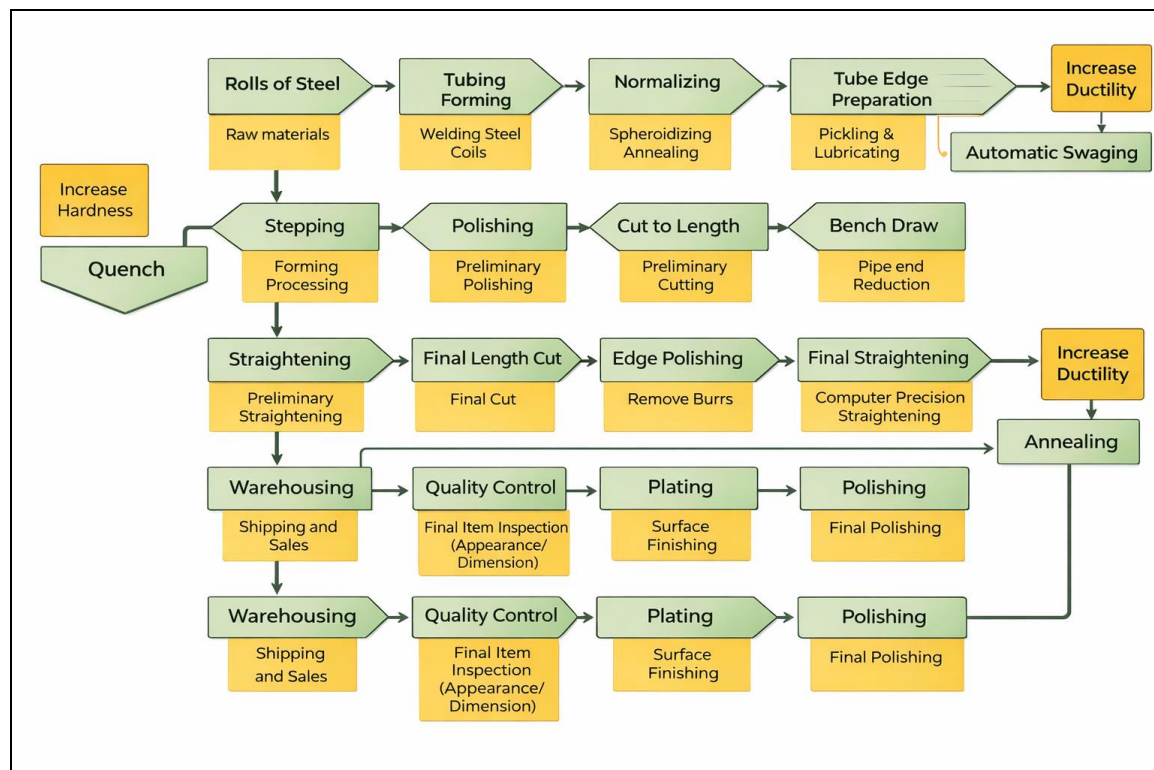 Rolls of Steel
Raw materials
Tubing
Forming
Welding Steel
Coils
Normalizing
Spheroidizing
Annealing
Tube Edge
Preparation
Pickling &
Lubricating
Increase
Ductility
Automatic Swaging
Increase
Hardness
Quench
Stepping
Forming
Processing
Polishing
Preliminary
Polishing
Cut to Length
Preliminary
Cutting
Bench Draw
Pipe end
Reduction
Straightening
Preliminary
Straightening
Final Length Cut
Final Cut
Edge Polishing
Remove Burrs
Final Straightening
Computer Precision
Straightening
Increase
Ductility
Annealing
Warehousing
Shipping and
Sales
Quality Control
Final Item Inspection
(Appearance/
Dimension)
Plating
Surface
Finishing
Polishing
Final Polishing
Warehousing
Shipping
and Sales
Quality Control
Final Item
Inspection
(Appearance/
Dimension)
Plating
Surface
Finishing
Polishing
Final Polishing